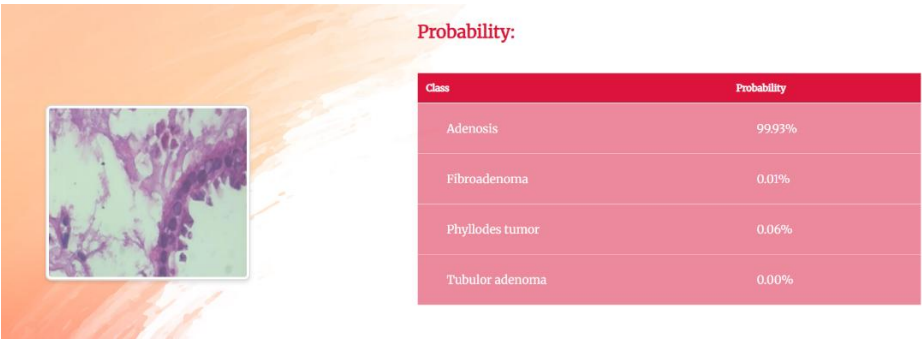 Probability:
Class Probability
Adenosis 99.93%
Fibroadenoma 0.01%
Phyllodes tumor 0.06%
Tubulor adenoma 0.00%